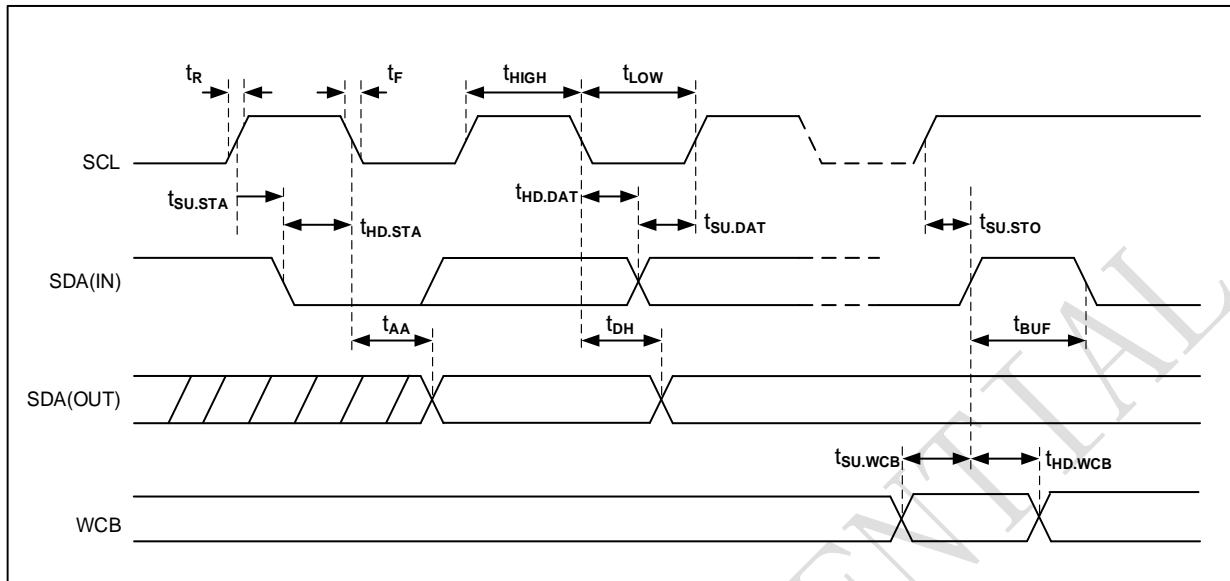 tR tF tHIGH tLOW
SCL
tSU.STA tHD.STA tHD.DAT tSU.DAT tSU.STO
SDA(IN)
tAA tDH tBUF
SDA(OUT)
tSU.WCB tHD.WCB
WCB
ENTIAL